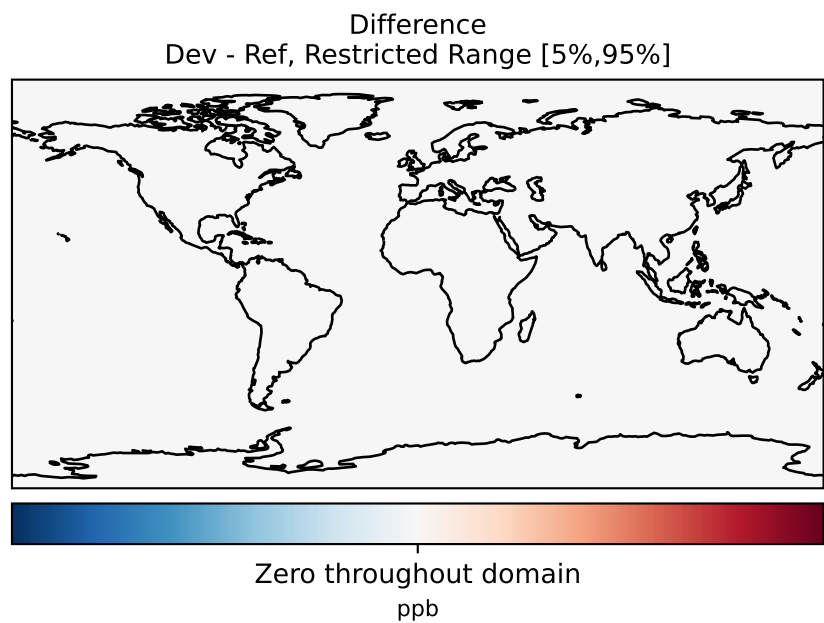 Difference
Dev - Ref, Restricted Range [5%,95%]
Zero throughout domain
ppb